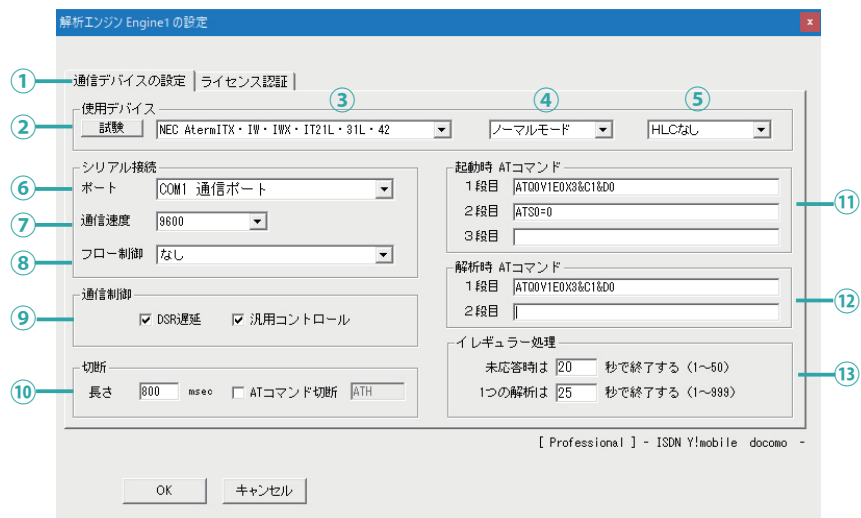 解析エンジン Engine1 の設定
x
① 通信デバイスの設定 ライセンス認証
③ ④ ⑤
使用デバイス
② 試験 NEC AtermITX・IW・IWX・IT21L・31L・42 ノーマルモード HLCなし
シリアル接続
⑥ ポート COM1 通信ポート
⑦ 通信速度 9600
⑧ フロー制御 なし
起動時 ATコマンド
1段目 ATQ0V1E0X3&C1&D0
2段目 ATS0=0
3段目
⑪
通信制御
⑨ DSR遅延 汎用コントロール
解析時 ATコマンド
1段目 ATQ0V1E0X3&C1&D0
2段目
⑫
切断
⑩ 長さ 800 msec ATコマンド切断 ATH
イレギュラー処理
未応答時は 20 秒で終了する (1~50)
1つの解析は 25 秒で終了する (1~999)
⑬
[ Professional ] - ISDN Y!mobile docomo -
OK キャンセル